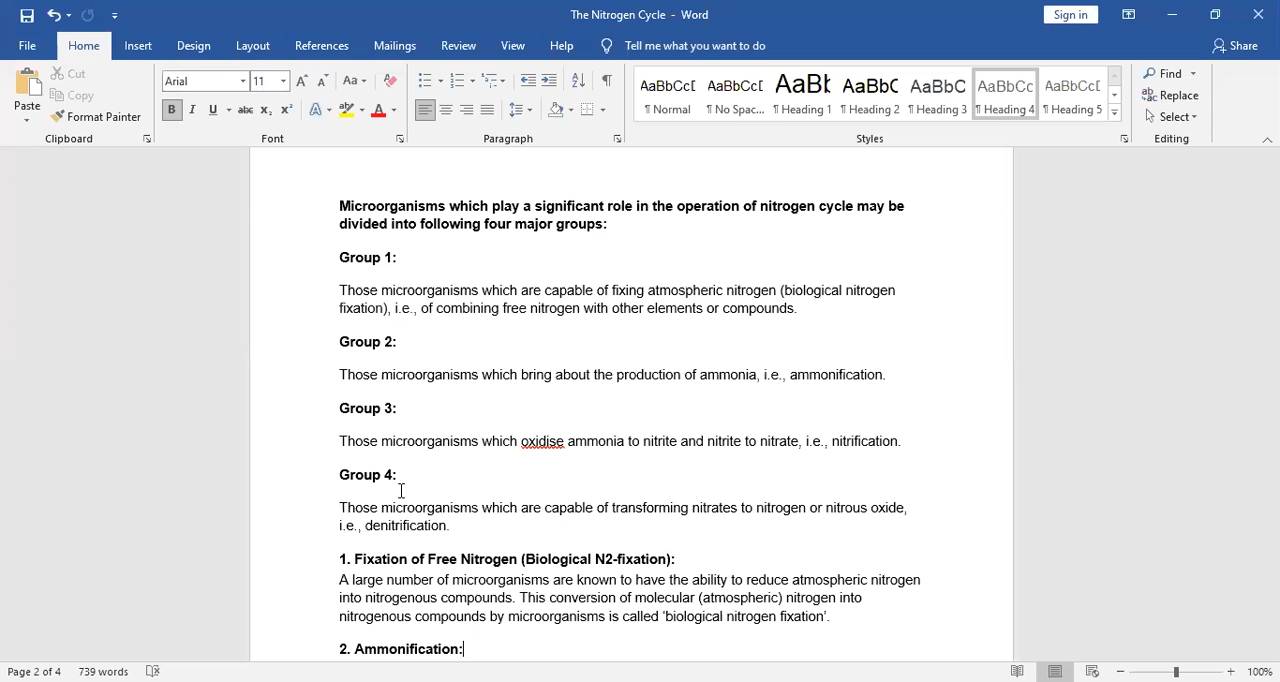 The Nitrogen Cycle - Word
Sign in
File Home Insert Design Layout References Mailings Review View Help Tell me what you want to do Share
Paste
Cut
Copy
Format Painter
Clipboard
Arial 11
Aa
B I U abc x₂ x² A ab A
Font
Paragraph
AaBbCcD AaBbCcD AaBb AaBbC AaBbC AaBbCc AaBbCc
¶ Normal ¶ No Spac... ¶ Heading 1 ¶ Heading 2 ¶ Heading 3 ¶ Heading 4 ¶ Heading 5
Styles
Find
Replace
Select
Editing
Microorganisms which play a significant role in the operation of nitrogen cycle may be
divided into following four major groups:
Group 1:
Those microorganisms which are capable of fixing atmospheric nitrogen (biological nitrogen
fixation), i.e., of combining free nitrogen with other elements or compounds.
Group 2:
Those microorganisms which bring about the production of ammonia, i.e., ammonification.
Group 3:
Those microorganisms which oxidise ammonia to nitrite and nitrite to nitrate, i.e., nitrification.
Group 4:
Those microorganisms which are capable of transforming nitrates to nitrogen or nitrous oxide,
i.e., denitrification.
1. Fixation of Free Nitrogen (Biological N2-fixation):
A large number of microorganisms are known to have the ability to reduce atmospheric nitrogen
into nitrogenous compounds. This conversion of molecular (atmospheric) nitrogen into
nitrogenous compounds by microorganisms is called ‘biological nitrogen fixation’.
2. Ammonification:
Page 2 of 4 739 words 100%